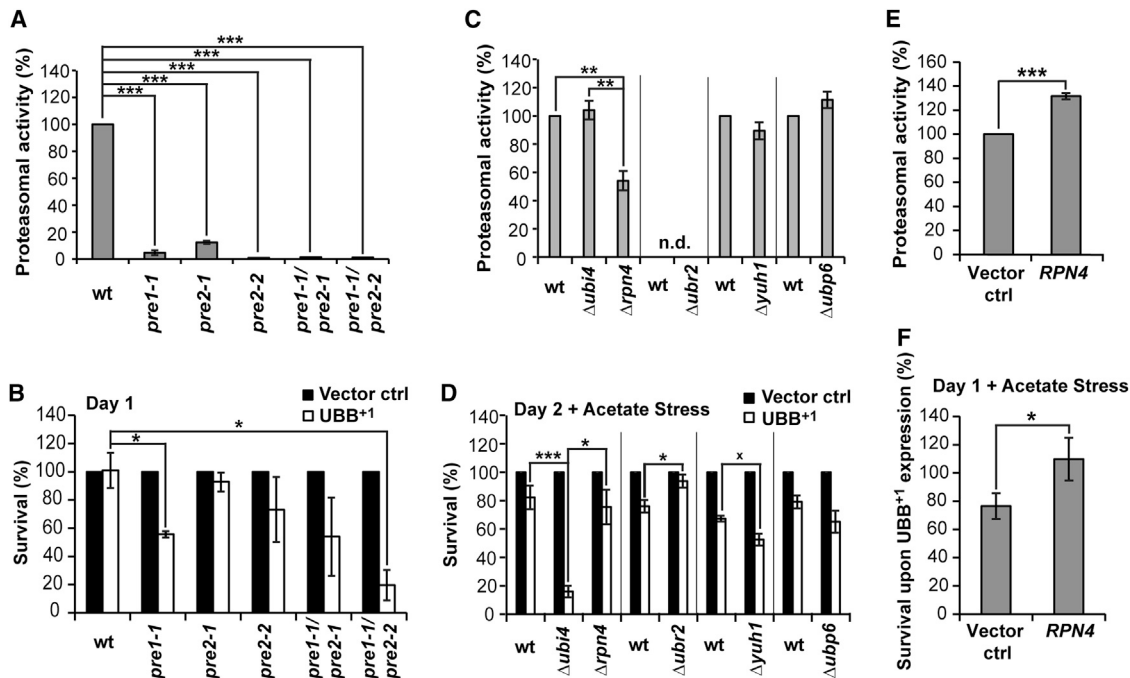 A
***
***
***
***
***
Proteasomal activity (%)
140
120
100
80
60
40
20
0
wt
pre1-1
pre2-1
pre2-2
pre1-1/
pre2-1
pre1-1/
pre2-2
B
Day 1
Vector ctrl
UBB+1
*
*
Survival (%)
140
120
100
80
60
40
20
0
wt
pre1-1
pre2-1
pre2-2
pre1-1/
pre2-1
pre1-1/
pre2-2
C
**
**
Proteasomal activity (%)
140
120
100
80
60
40
20
0
n.d.
wt
Δubi4
Δrpn4
wt
Δubr2
wt
Δyuh1
wt
Δubp6
D
Day 2 + Acetate Stress
Vector ctrl
UBB+1
***
*
*
x
Survival (%)
140
120
100
80
60
40
20
0
wt
Δubi4
Δrpn4
wt
Δubr2
wt
Δyuh1
wt
Δubp6
E
***
Proteasomal activity (%)
160
140
120
100
80
60
40
20
0
Vector
ctrl
RPN4
F
Day 1 + Acetate Stress
*
Survival upon UBB+1 expression (%)
140
120
100
80
60
40
20
0
Vector
ctrl
RPN4